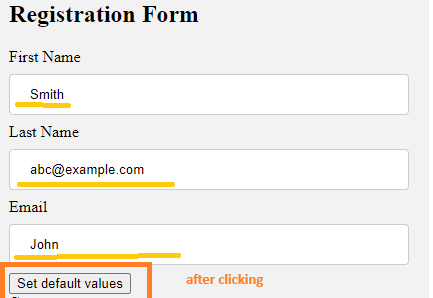 Registration Form
First Name
Smith
Last Name
abc@example.com
Email
John
Set default values after clicking